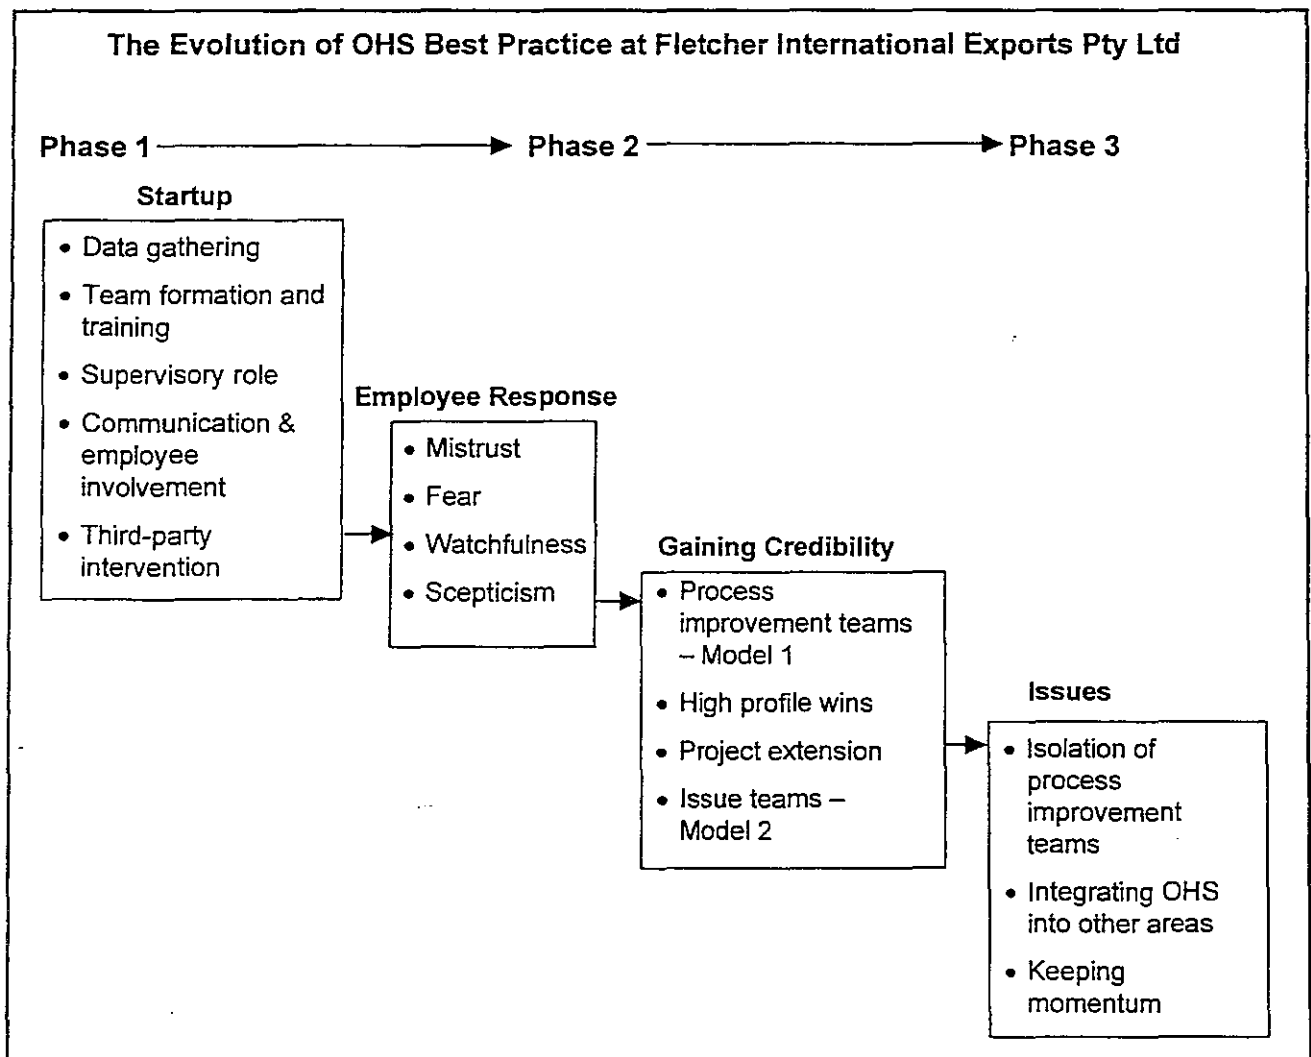 The Evolution of OHS Best Practice at Fletcher International Exports Pty Ltd
Phase 1
Phase 2
Phase 3
Startup
• Data gathering
• Team formation and
training
• Supervisory role
• Communication &
employee
involvement
• Third-party
intervention
Employee Response
• Mistrust
• Fear
• Watchfulness
• Scepticism
Gaining Credibility
• Process
improvement teams
– Model 1
• High profile wins
• Project extension
• Issue teams –
Model 2
Issues
• Isolation of
process
improvement
teams
• Integrating OHS
into other areas
• Keeping
momentum